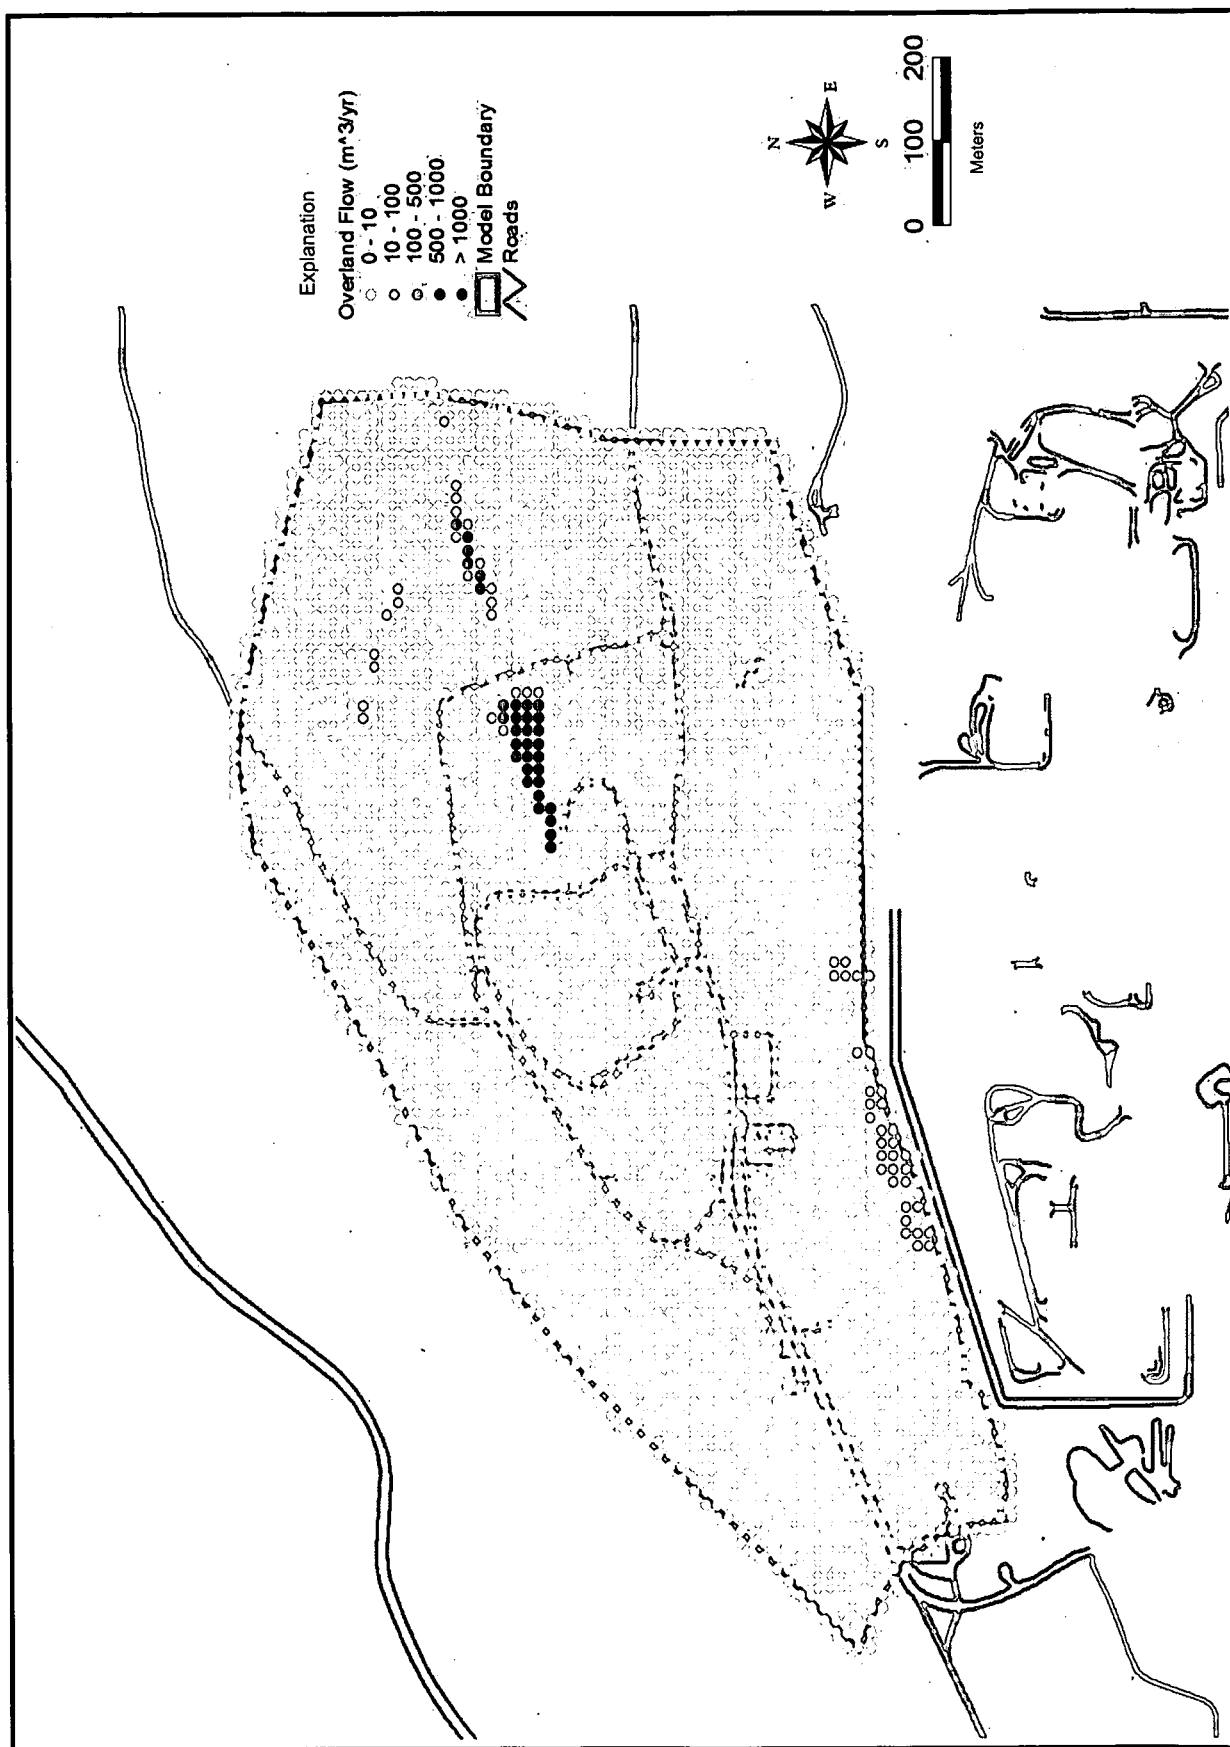 Explanation
Overland Flow (m^3/yr)
0 - 10
10 - 100
100 - 500
500 - 1000
> 1000
Model Boundary
Roads
N
E
S
W
0 100 200
Meters